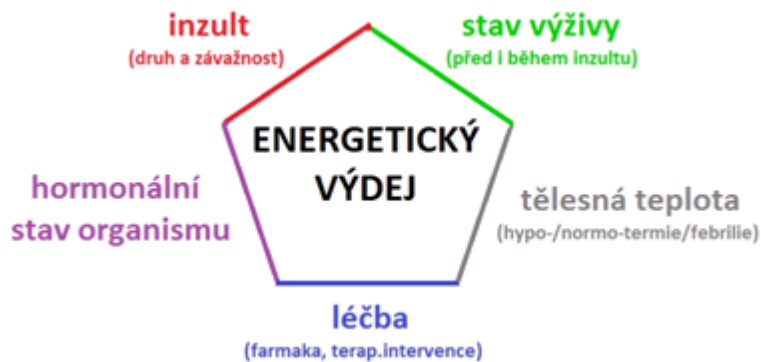 inzult
(druh a závažnost)
stav výživy
(před i během inzultu)
ENERGETICKÝ
VÝDEJ
hormonální
stav organismu
tělesná teplota
(hypo-/normo-termie/febrilie)
léčba
(farmaka, terap.intervence)